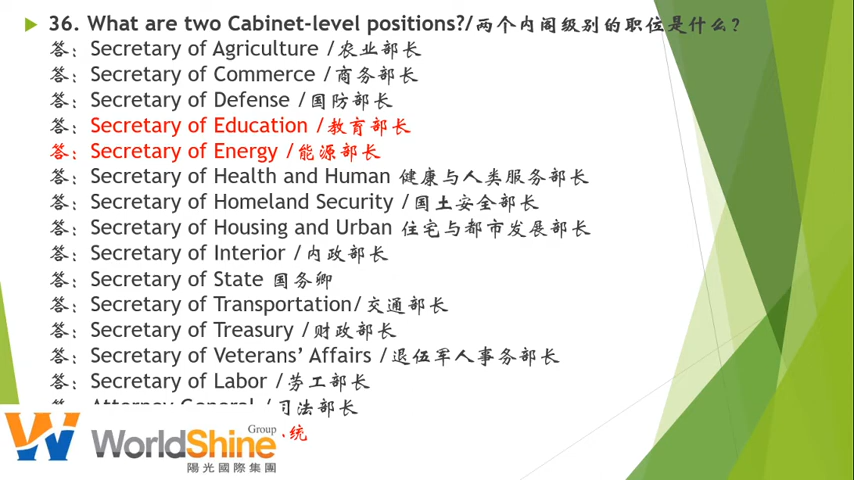 36. What are two Cabinet-level positions?/两个内阁级别的职位是什么?
答: Secretary of Agriculture /农业部长
答: Secretary of Commerce /商务部长
答: Secretary of Defense /国防部长
答: Secretary of Education /教育部长
答: Secretary of Energy /能源部长
答: Secretary of Health and Human 健康与人类服务部长
答: Secretary of Homeland Security /国土安全部长
答: Secretary of Housing and Urban 住宅与都市发展部长
答: Secretary of Interior /内政部长
答: Secretary of State 国务卿
答: Secretary of Transportation/ 交通部长
答: Secretary of Treasury /财政部长
答: Secretary of Veterans' Affairs /退伍军人事务部长
答: Secretary of Labor /劳工部长
Attorney General /司法部长
统
WorldShine Group
陽光國際集團